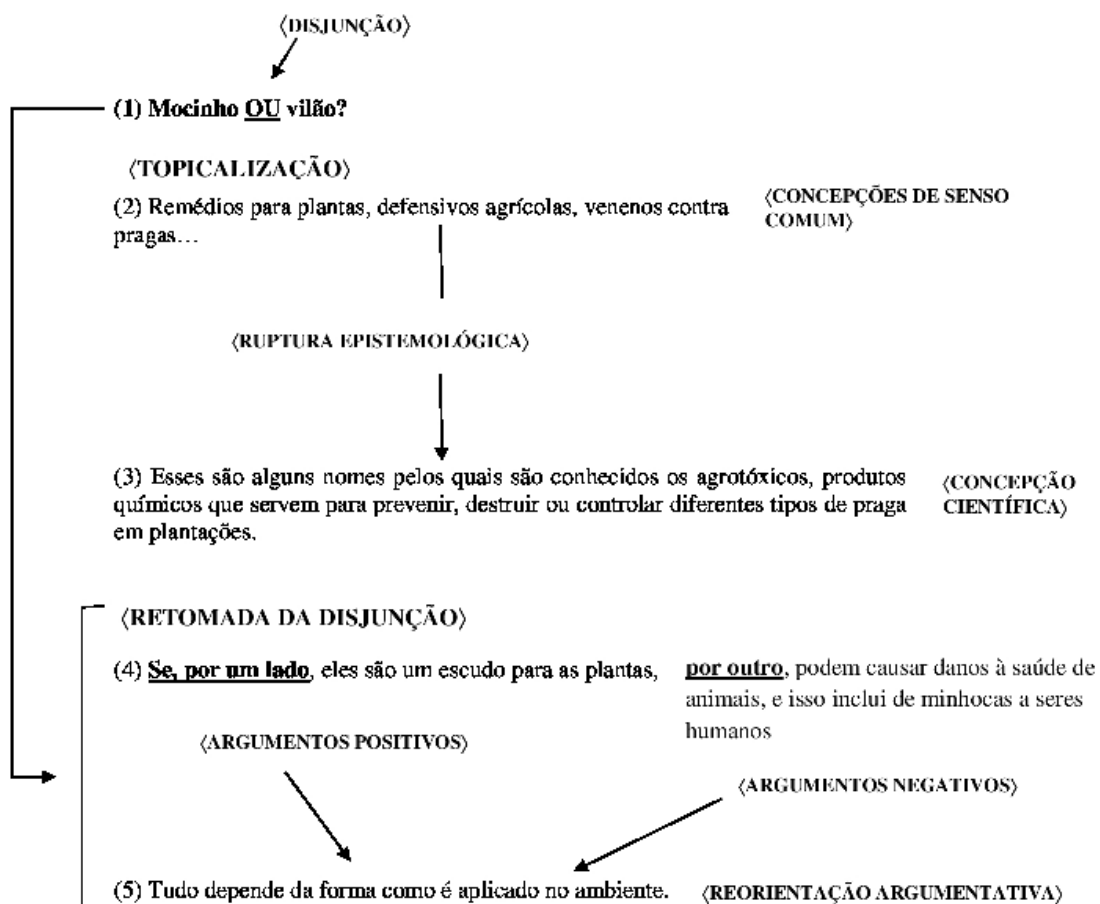 ⟨DISJUNÇÃO⟩
(1) Mocinho OU vilão?
⟨TOPICALIZAÇÃO⟩
(2) Remédios para plantas, defensivos agrícolas, venenos contra
pragas…
⟨CONCEPÇÕES DE SENSO
COMUM⟩
⟨RUPTURA EPISTEMOLÓGICA⟩
(3) Esses são alguns nomes pelos quais são conhecidos os agrotóxicos, produtos
químicos que servem para prevenir, destruir ou controlar diferentes tipos de praga
em plantações.
⟨CONCEPÇÃO
CIENTÍFICA⟩
⟨RETOMADA DA DISJUNÇÃO⟩
(4) Se, por um lado, eles são um escudo para as plantas,
por outro, podem causar danos à saúde de
animais, e isso inclui de minhocas a seres
humanos
⟨ARGUMENTOS POSITIVOS⟩
⟨ARGUMENTOS NEGATIVOS⟩
(5) Tudo depende da forma como é aplicado no ambiente.
⟨REORIENTAÇÃO ARGUMENTATIVA⟩